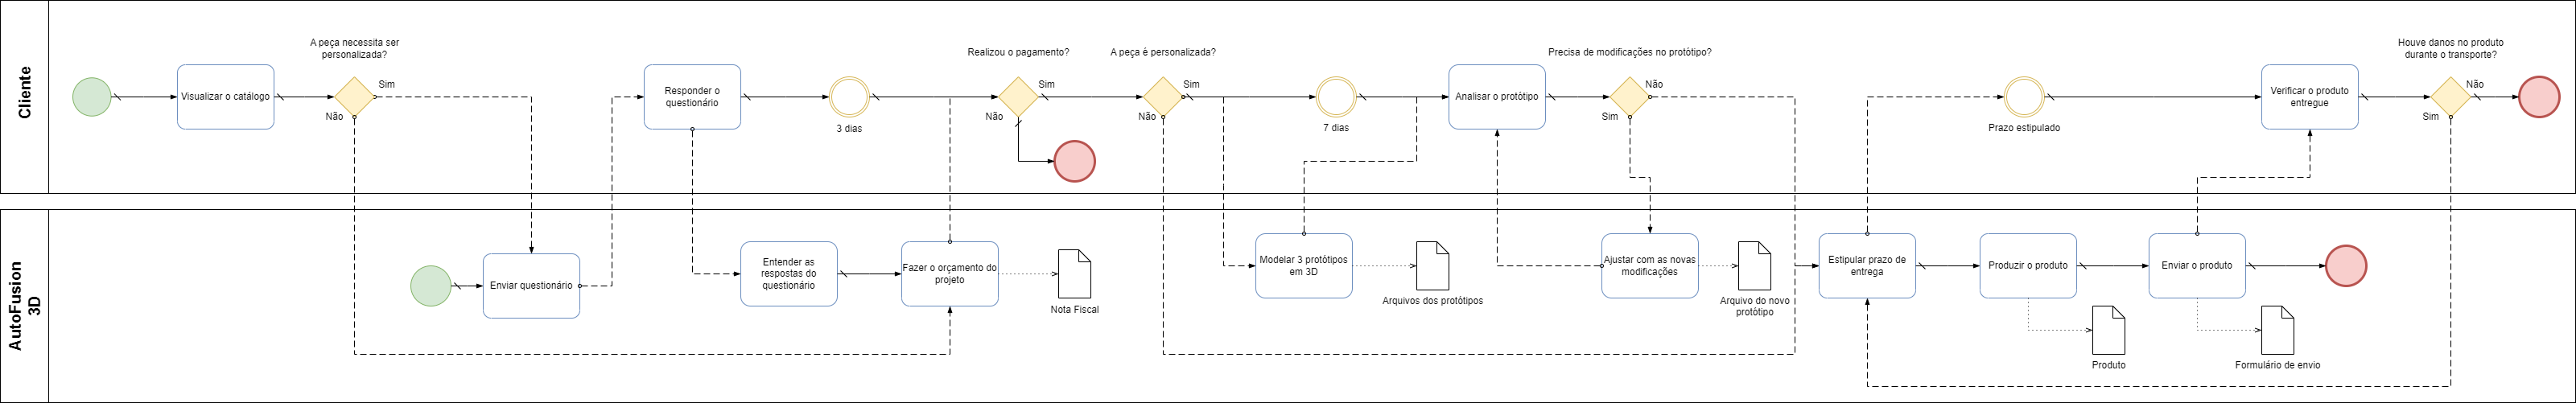 Cliente
Visualizar o catálogo
A peça necessita ser
personalizada?
Sim
Não
Responder o
questionário
3 dias
Realizou o pagamento?
Sim
Não
A peça é personalizada?
Sim
Não
7 dias
Analisar o protótipo
Precisa de modificações no protótipo?
Não
Sim
Prazo estipulado
Verificar o produto
entregue
Houve danos no produto
durante o transporte?
Não
Sim
AutoFusion
3D
Enviar questionário
Entender as
respostas do
questionário
Fazer o orçamento do
projeto
Nota Fiscal
Modelar 3 protótipos
em 3D
Arquivos dos protótipos
Ajustar com as novas
modificações
Arquivo do novo
protótipo
Estipular prazo de
entrega
Produzir o produto
Produto
Enviar o produto
Formulário de envio